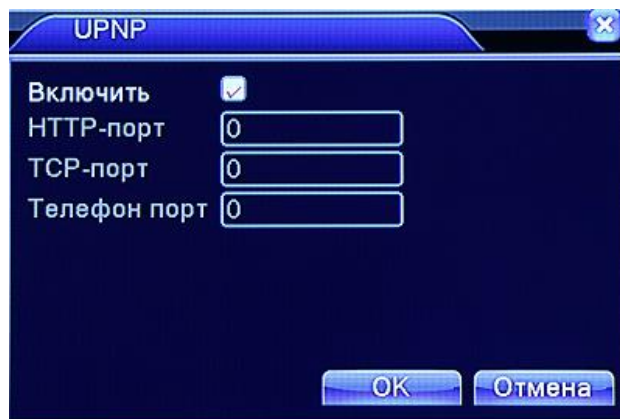 UPNP
Включить
HTTP-порт 0
TCP-порт 0
Телефон порт 0
OK Отмена